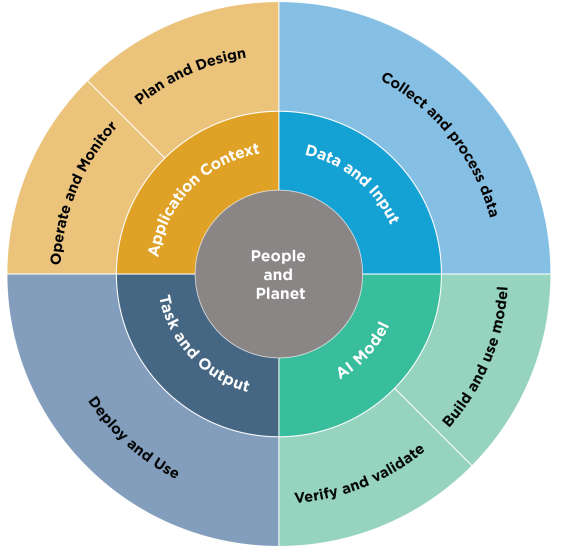 Plan and Design
Collect and process data
Operate and Monitor
Application Context
Data and Input
People
and
Planet
Task and Output
AI Model
Build and use model
Deploy and Use
Verify and validate